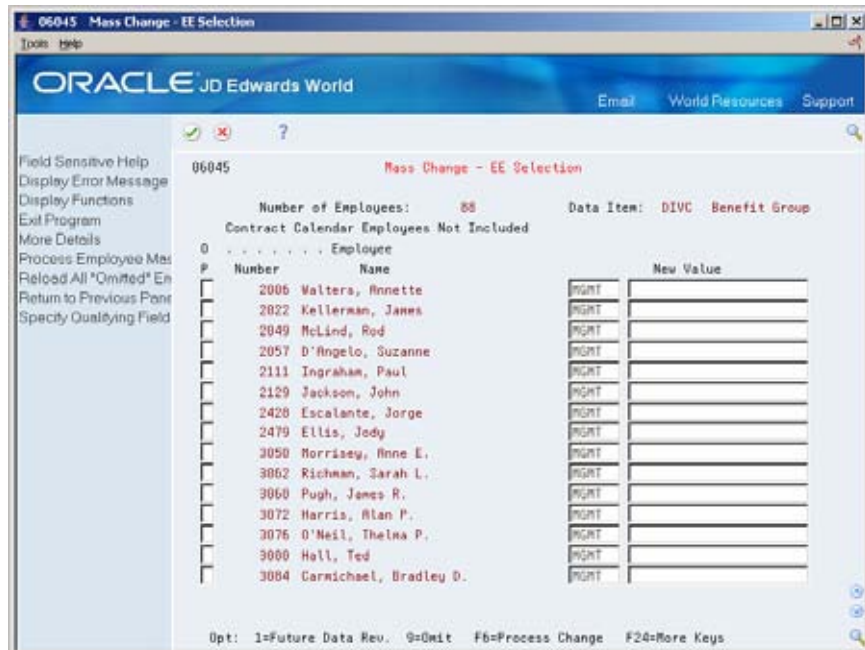 06045 Mass Change - EE Selection
Tools Help
ORACLE JD Edwards World
Email World Resources Support
?
Field Sensitive Help
Display Error Message
Display Functions
Exit Program
More Details
Process Employee Mas
Reload All "Omitted" En
Return to Previous Pane
Specify Qualifying Field
06045 Mass Change - EE Selection
Number of Employees: 88 Data Item: DIVC Benefit Group
Contract Calendar Employees Not Included
O . . . . . . . Employee
P Number Name New Value
2006 Walters, Annette MGMT
2022 Kellerman, James MGMT
2049 McLind, Rod MGMT
2057 D'Angelo, Suzanne MGMT
2111 Ingraham, Paul MGMT
2129 Jackson, John MGMT
2428 Escalante, Jorge MGMT
2479 Ellis, Jody MGMT
3050 Morrisey, Anne E. MGMT
3062 Richman, Sarah L. MGMT
3068 Pugh, James R. MGMT
3072 Harris, Alan P. MGMT
3076 O'Neil, Thelma P. MGMT
3080 Hall, Ted MGMT
3084 Carmichael, Bradley D. MGMT
Opt: 1=Future Data Rev. 9=Omit F6=Process Change F24=More Keys